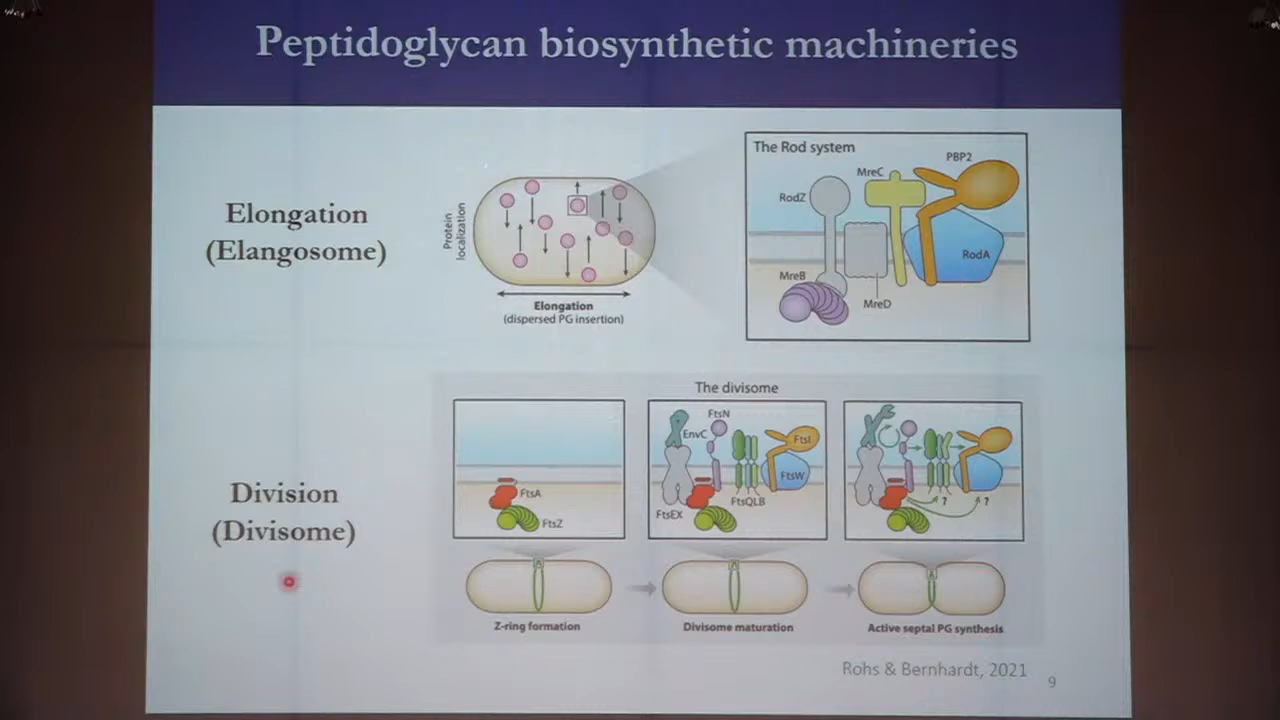 Peptidoglycan biosynthetic machineries
Elongation
(Elangosome)
Protein
localization
Elongation
(dispersed PG insertion)
The Rod system
RodZ
MreC
PBP2
RodA
MreB
MreD
Division
(Divisome)
The divisome
FtsA
FtsZ
FtsN
EnvC
FtsI
FtsW
FtsQLB
FtsEX
?
?
Z-ring formation
Divisome maturation
Active septal PG synthesis
Rohs & Bernhardt, 2021
9